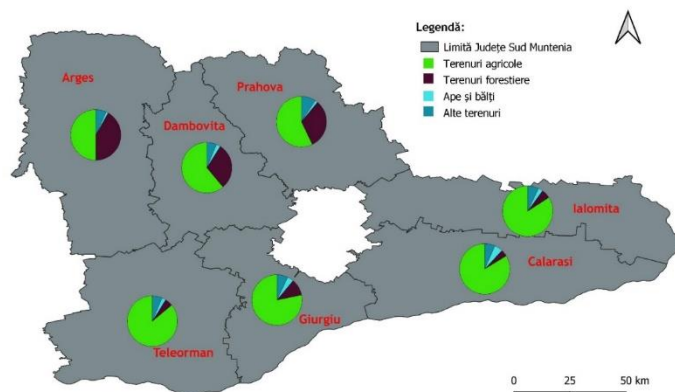 Legendă:
Limită Județe Sud Muntenia
Terenuri agricole
Terenuri forestiere
Ape și bălți
Alte terenuri
Arges
Prahova
Dambovita
Ialomita
Calarasi
Giurgiu
Teleorman
0 25 50 km